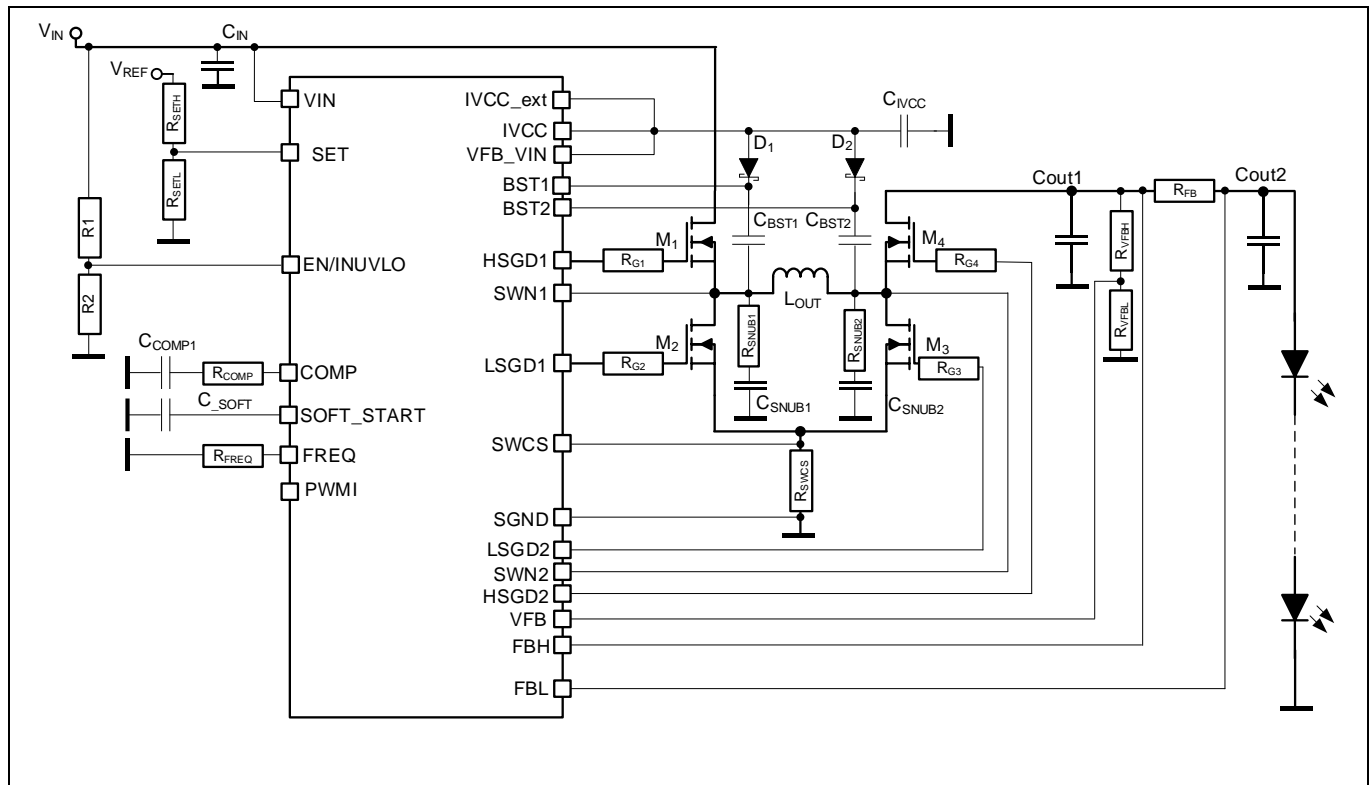 VIN
CIN
VREF
RSETH
RSETL
R1
R2
VIN
SET
EN/INUVLO
CCOMP1
RCOMP
COMP
C_SOFT
SOFT_START
RFREQ
FREQ
PWMI
IVCC_ext
IVCC
VFB_VIN
BST1
BST2
HSGD1
SWN1
LSGD1
SWCS
SGND
LSGD2
SWN2
HSGD2
VFB
FBH
FBL
CIVCC
D1
D2
CBST1
CBST2
M1
RG1
M4
RG4
LOUT
RSNUB1
RSNUB2
M2
RG2
M3
RG3
CSNUB1
CSNUB2
RSWCS
Cout1
RFB
Cout2
RVFBH
RVFBL